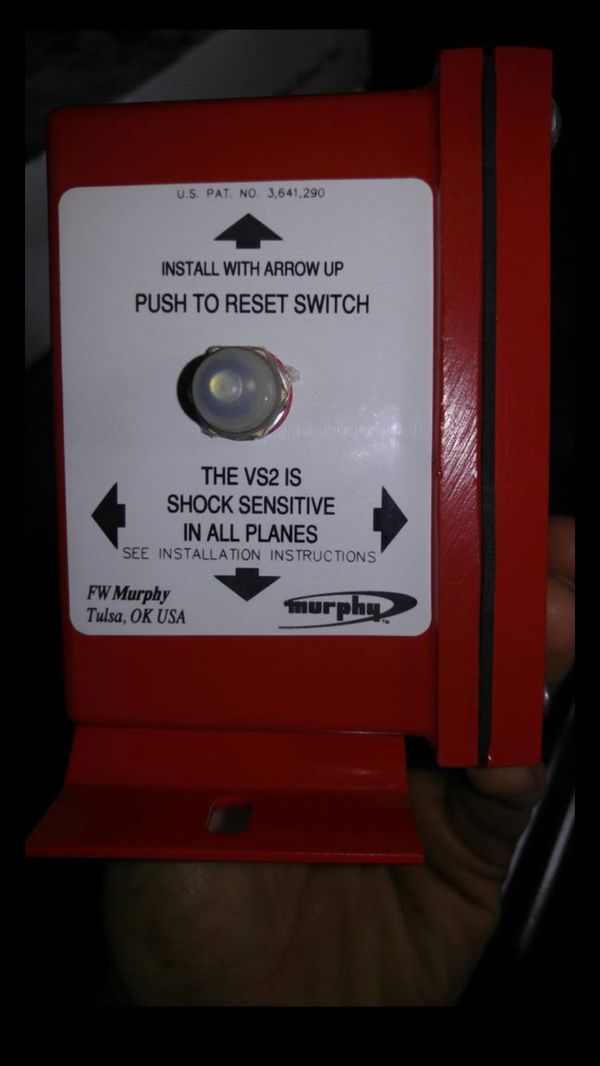 U.S. PAT. NO. 3,641,290
INSTALL WITH ARROW UP
PUSH TO RESET SWITCH
THE VS2 IS
SHOCK SENSITIVE
IN ALL PLANES
SEE INSTALLATION INSTRUCTIONS
FW Murphy
Tulsa, OK USA
murphy™